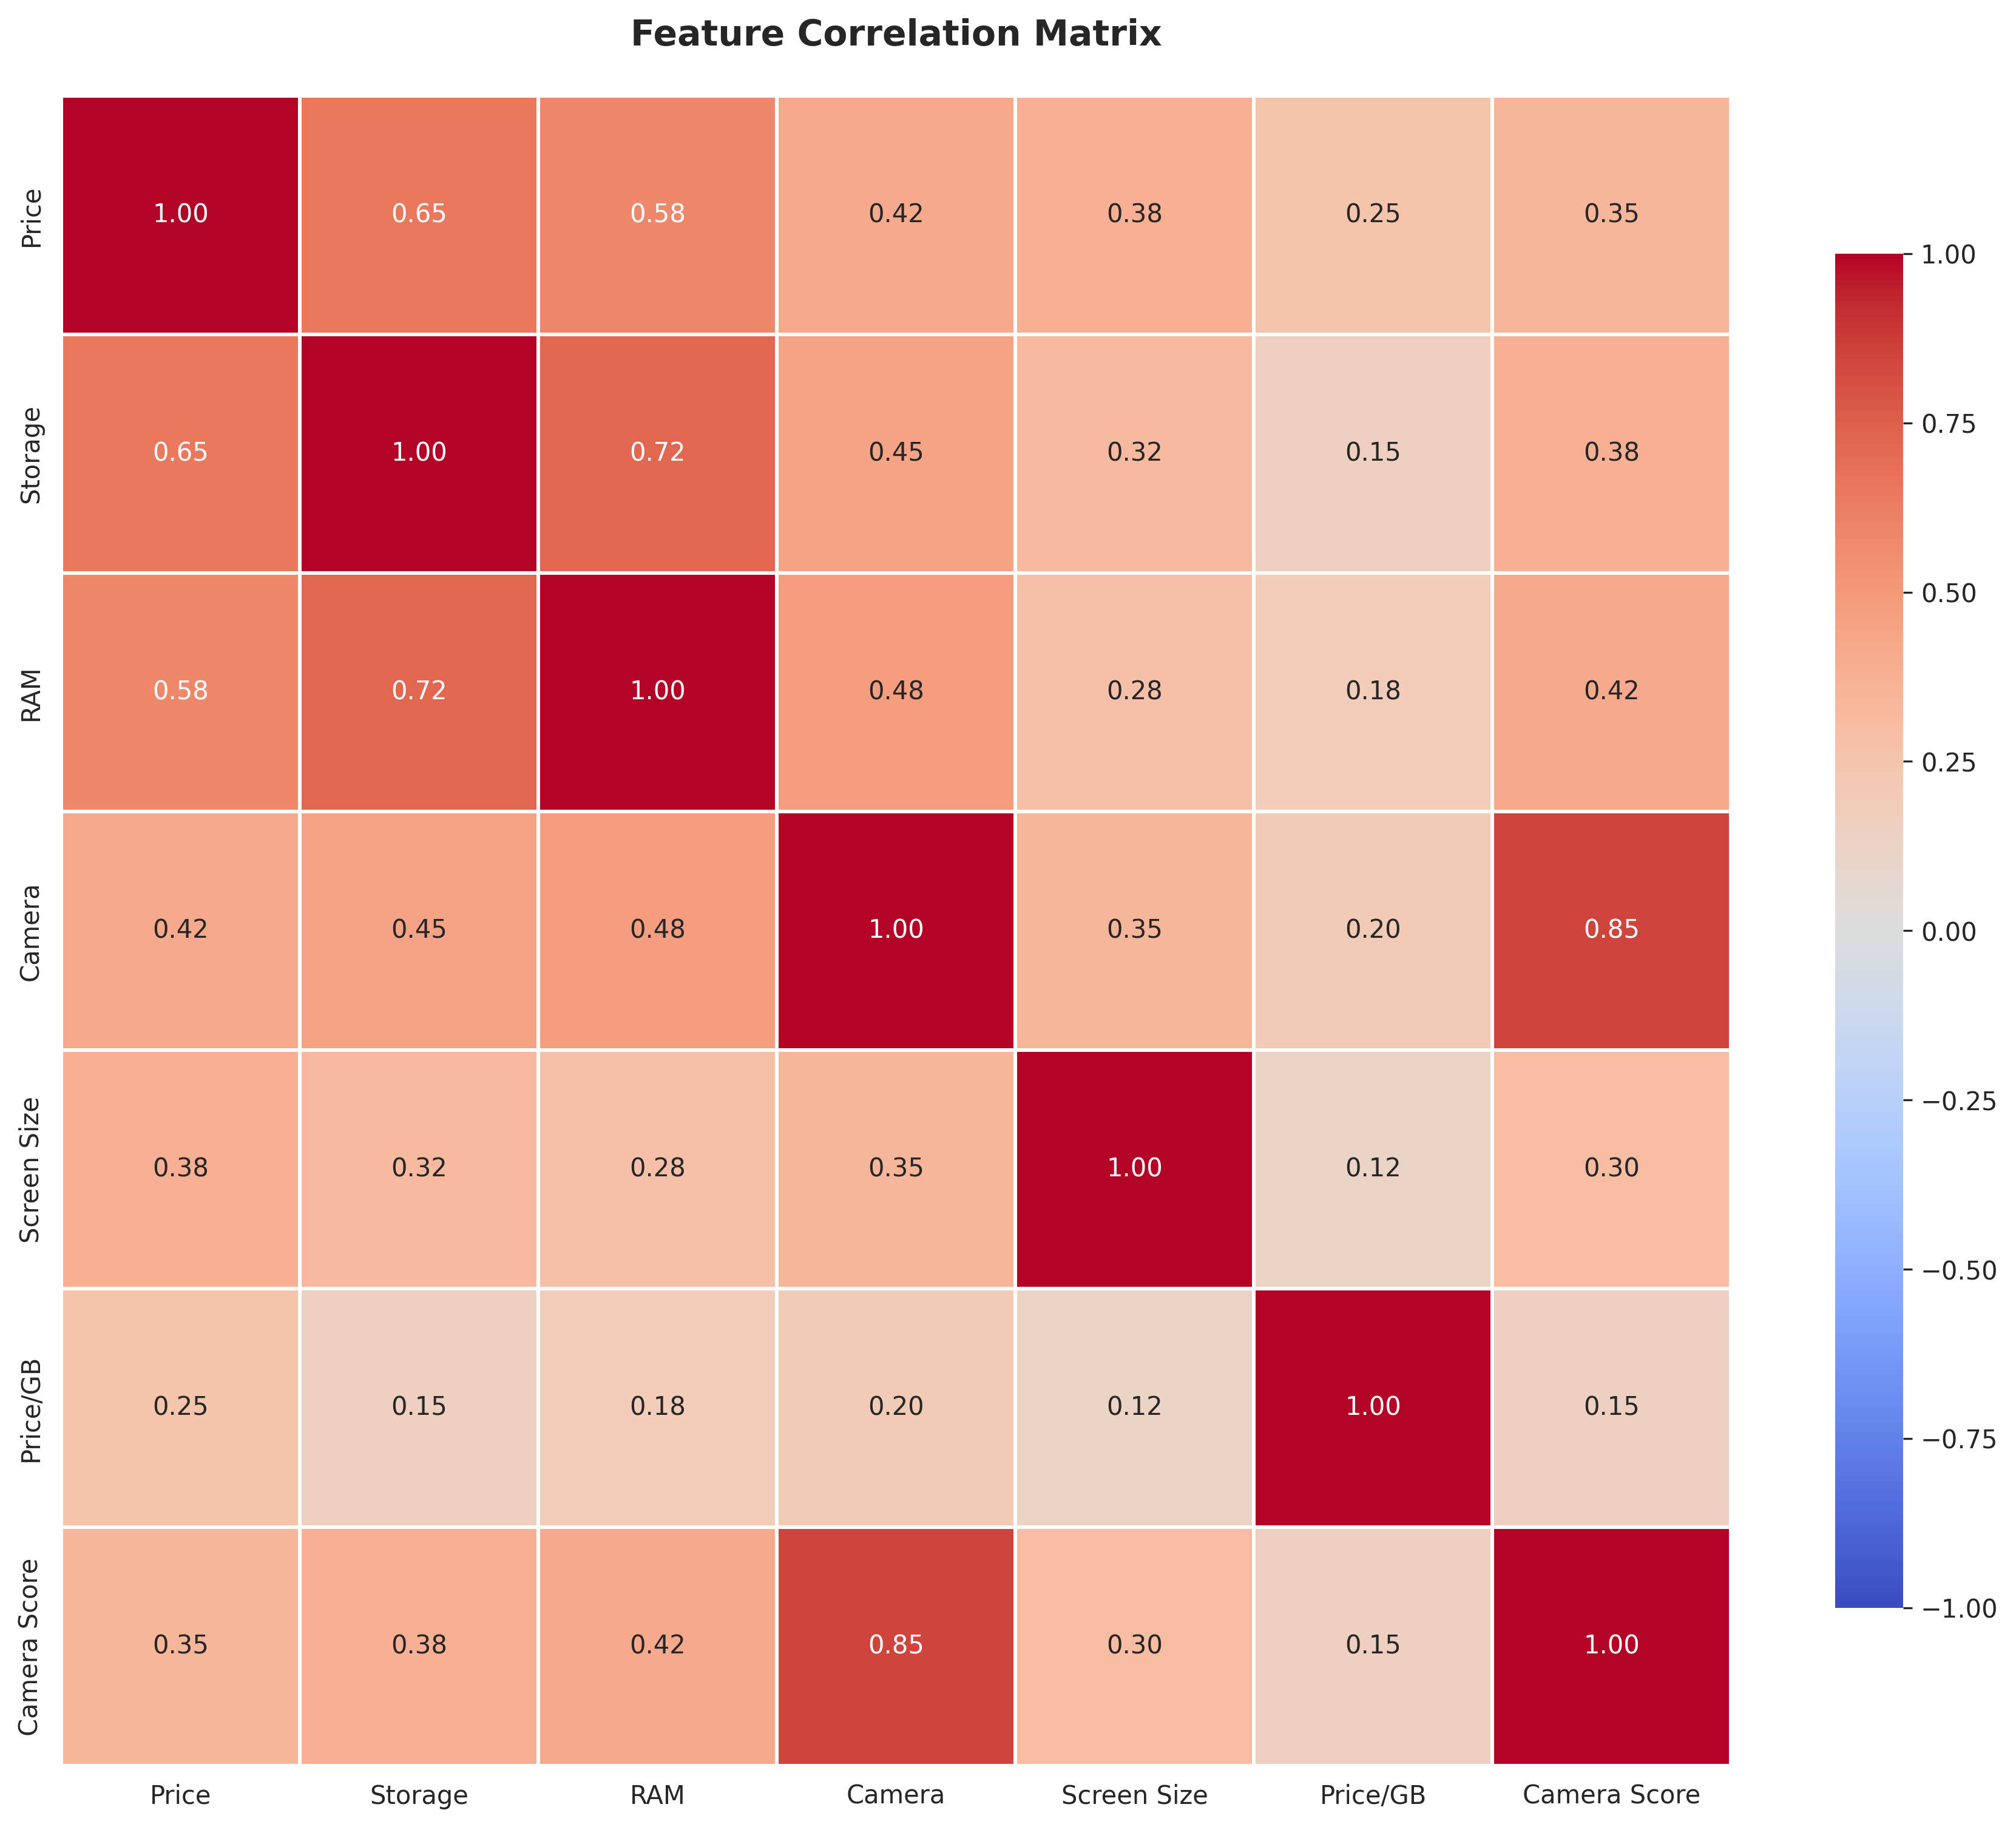 Feature Correlation Matrix
Price 1.00 0.65 0.58 0.42 0.38 0.25 0.35
Storage 0.65 1.00 0.72 0.45 0.32 0.15 0.38
RAM 0.58 0.72 1.00 0.48 0.28 0.18 0.42
Camera 0.42 0.45 0.48 1.00 0.35 0.20 0.85
Screen Size 0.38 0.32 0.28 0.35 1.00 0.12 0.30
Price/GB 0.25 0.15 0.18 0.20 0.12 1.00 0.15
Camera Score 0.35 0.38 0.42 0.85 0.30 0.15 1.00
Price Storage RAM Camera Screen Size Price/GB Camera Score
1.00
0.75
0.50
0.25
0.00
−0.25
−0.50
−0.75
−1.00